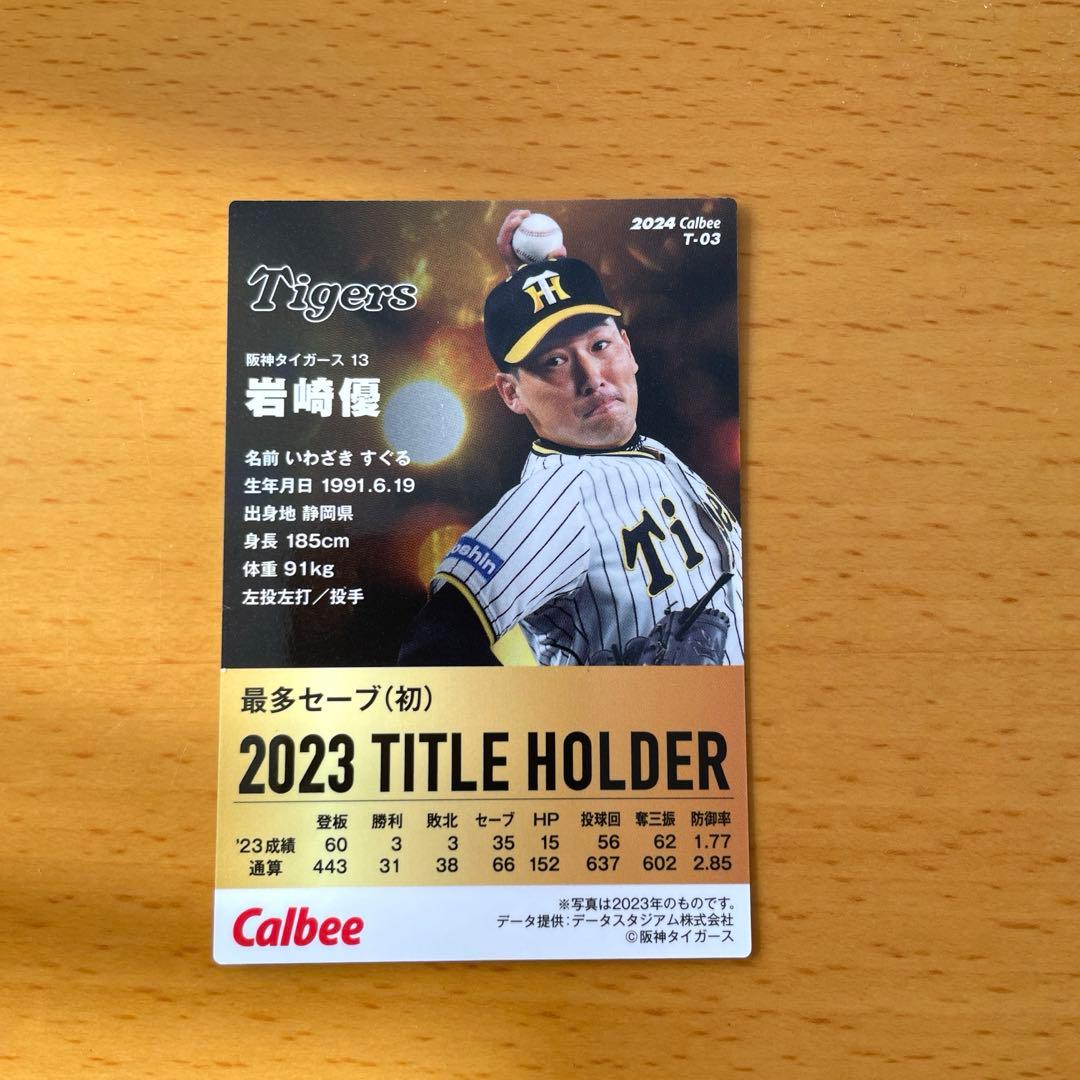 2024 Calbee
T-03
Tigers
阪神タイガース 13
岩崎優
名前 いわざき すぐる
生年月日 1991.6.19
出身地 静岡県
身長 185cm
体重 91kg
左投左打／投手
TH
Ti
最多セーブ(初)
2023 TITLE HOLDER
登板 勝利 敗北 セーブ HP 投球回 奪三振 防御率
'23成績 60 3 3 35 15 56 62 1.77
通算 443 31 38 66 152 637 602 2.85
Calbee
※写真は2023年のものです。
データ提供：データスタジアム株式会社
©阪神タイガース